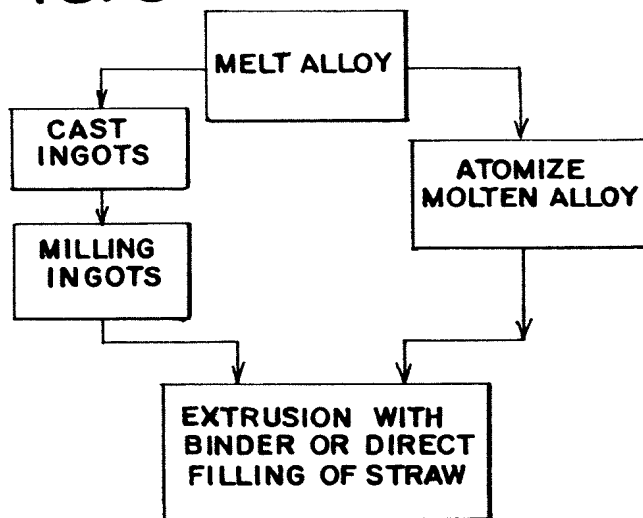 MELT ALLOY
CAST
INGOTS
ATOMIZE
MOLTEN ALLOY
MILLING
INGOTS
EXTRUSION WITH
BINDER OR DIRECT
FILLING OF STRAW